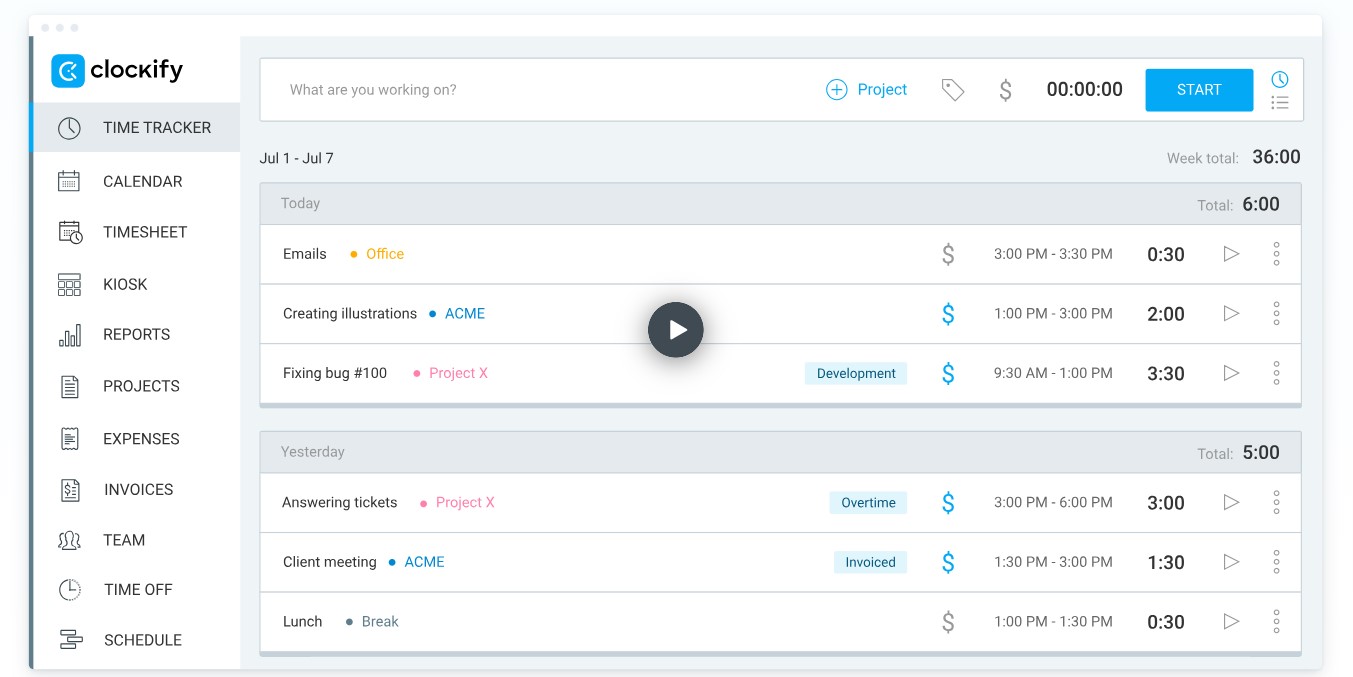 clockify
TIME TRACKER
CALENDAR
TIMESHEET
KIOSK
REPORTS
PROJECTS
EXPENSES
INVOICES
TEAM
TIME OFF
SCHEDULE
What are you working on? Project $ 00:00:00 START
Jul 1 - Jul 7 Week total: 36:00
Today Total: 6:00
Emails • Office $ 3:00 PM - 3:30 PM 0:30
Creating illustrations • ACME $ 1:00 PM - 3:00 PM 2:00
Fixing bug #100 • Project X Development $ 9:30 AM - 1:00 PM 3:30
Yesterday Total: 5:00
Answering tickets • Project X Overtime $ 3:00 PM - 6:00 PM 3:00
Client meeting • ACME Invoiced $ 1:30 PM - 3:00 PM 1:30
Lunch • Break $ 1:00 PM - 1:30 PM 0:30